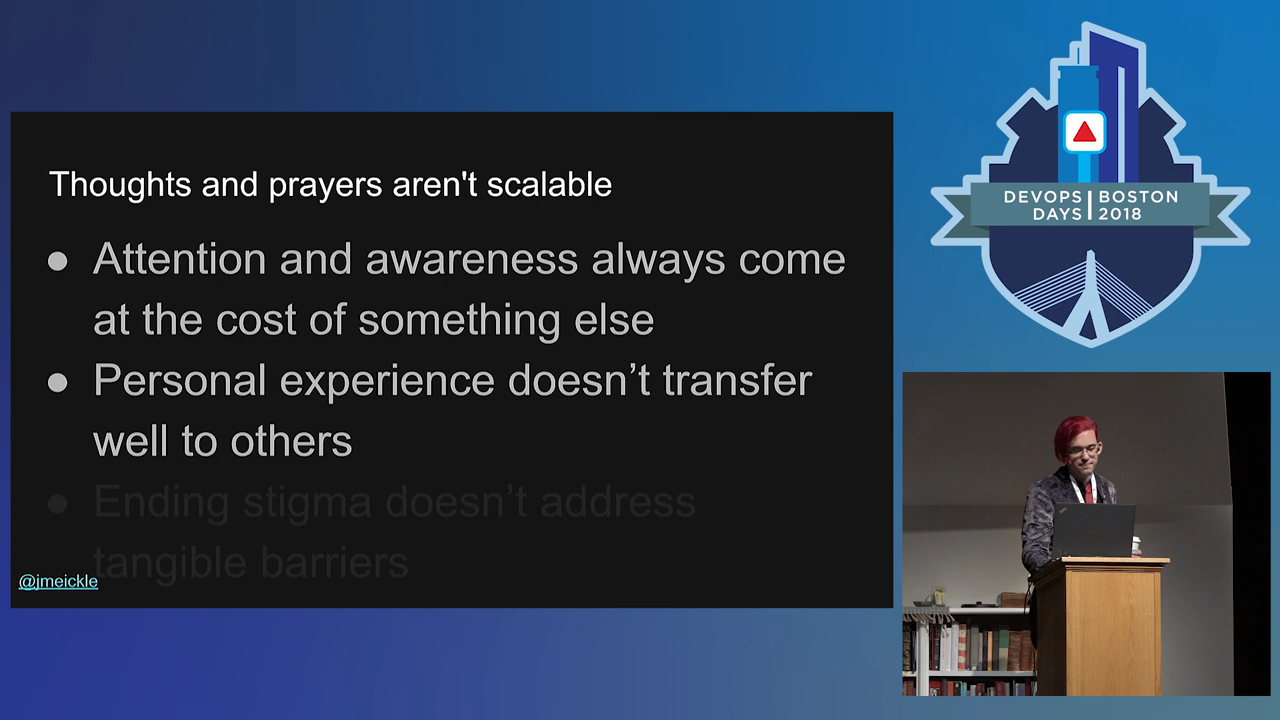 Thoughts and prayers aren't scalable
● Attention and awareness always come
at the cost of something else
● Personal experience doesn’t transfer
well to others
● Ending stigma doesn’t address
tangible barriers
@jmeickle
DEVOPS DAYS | BOSTON 2018